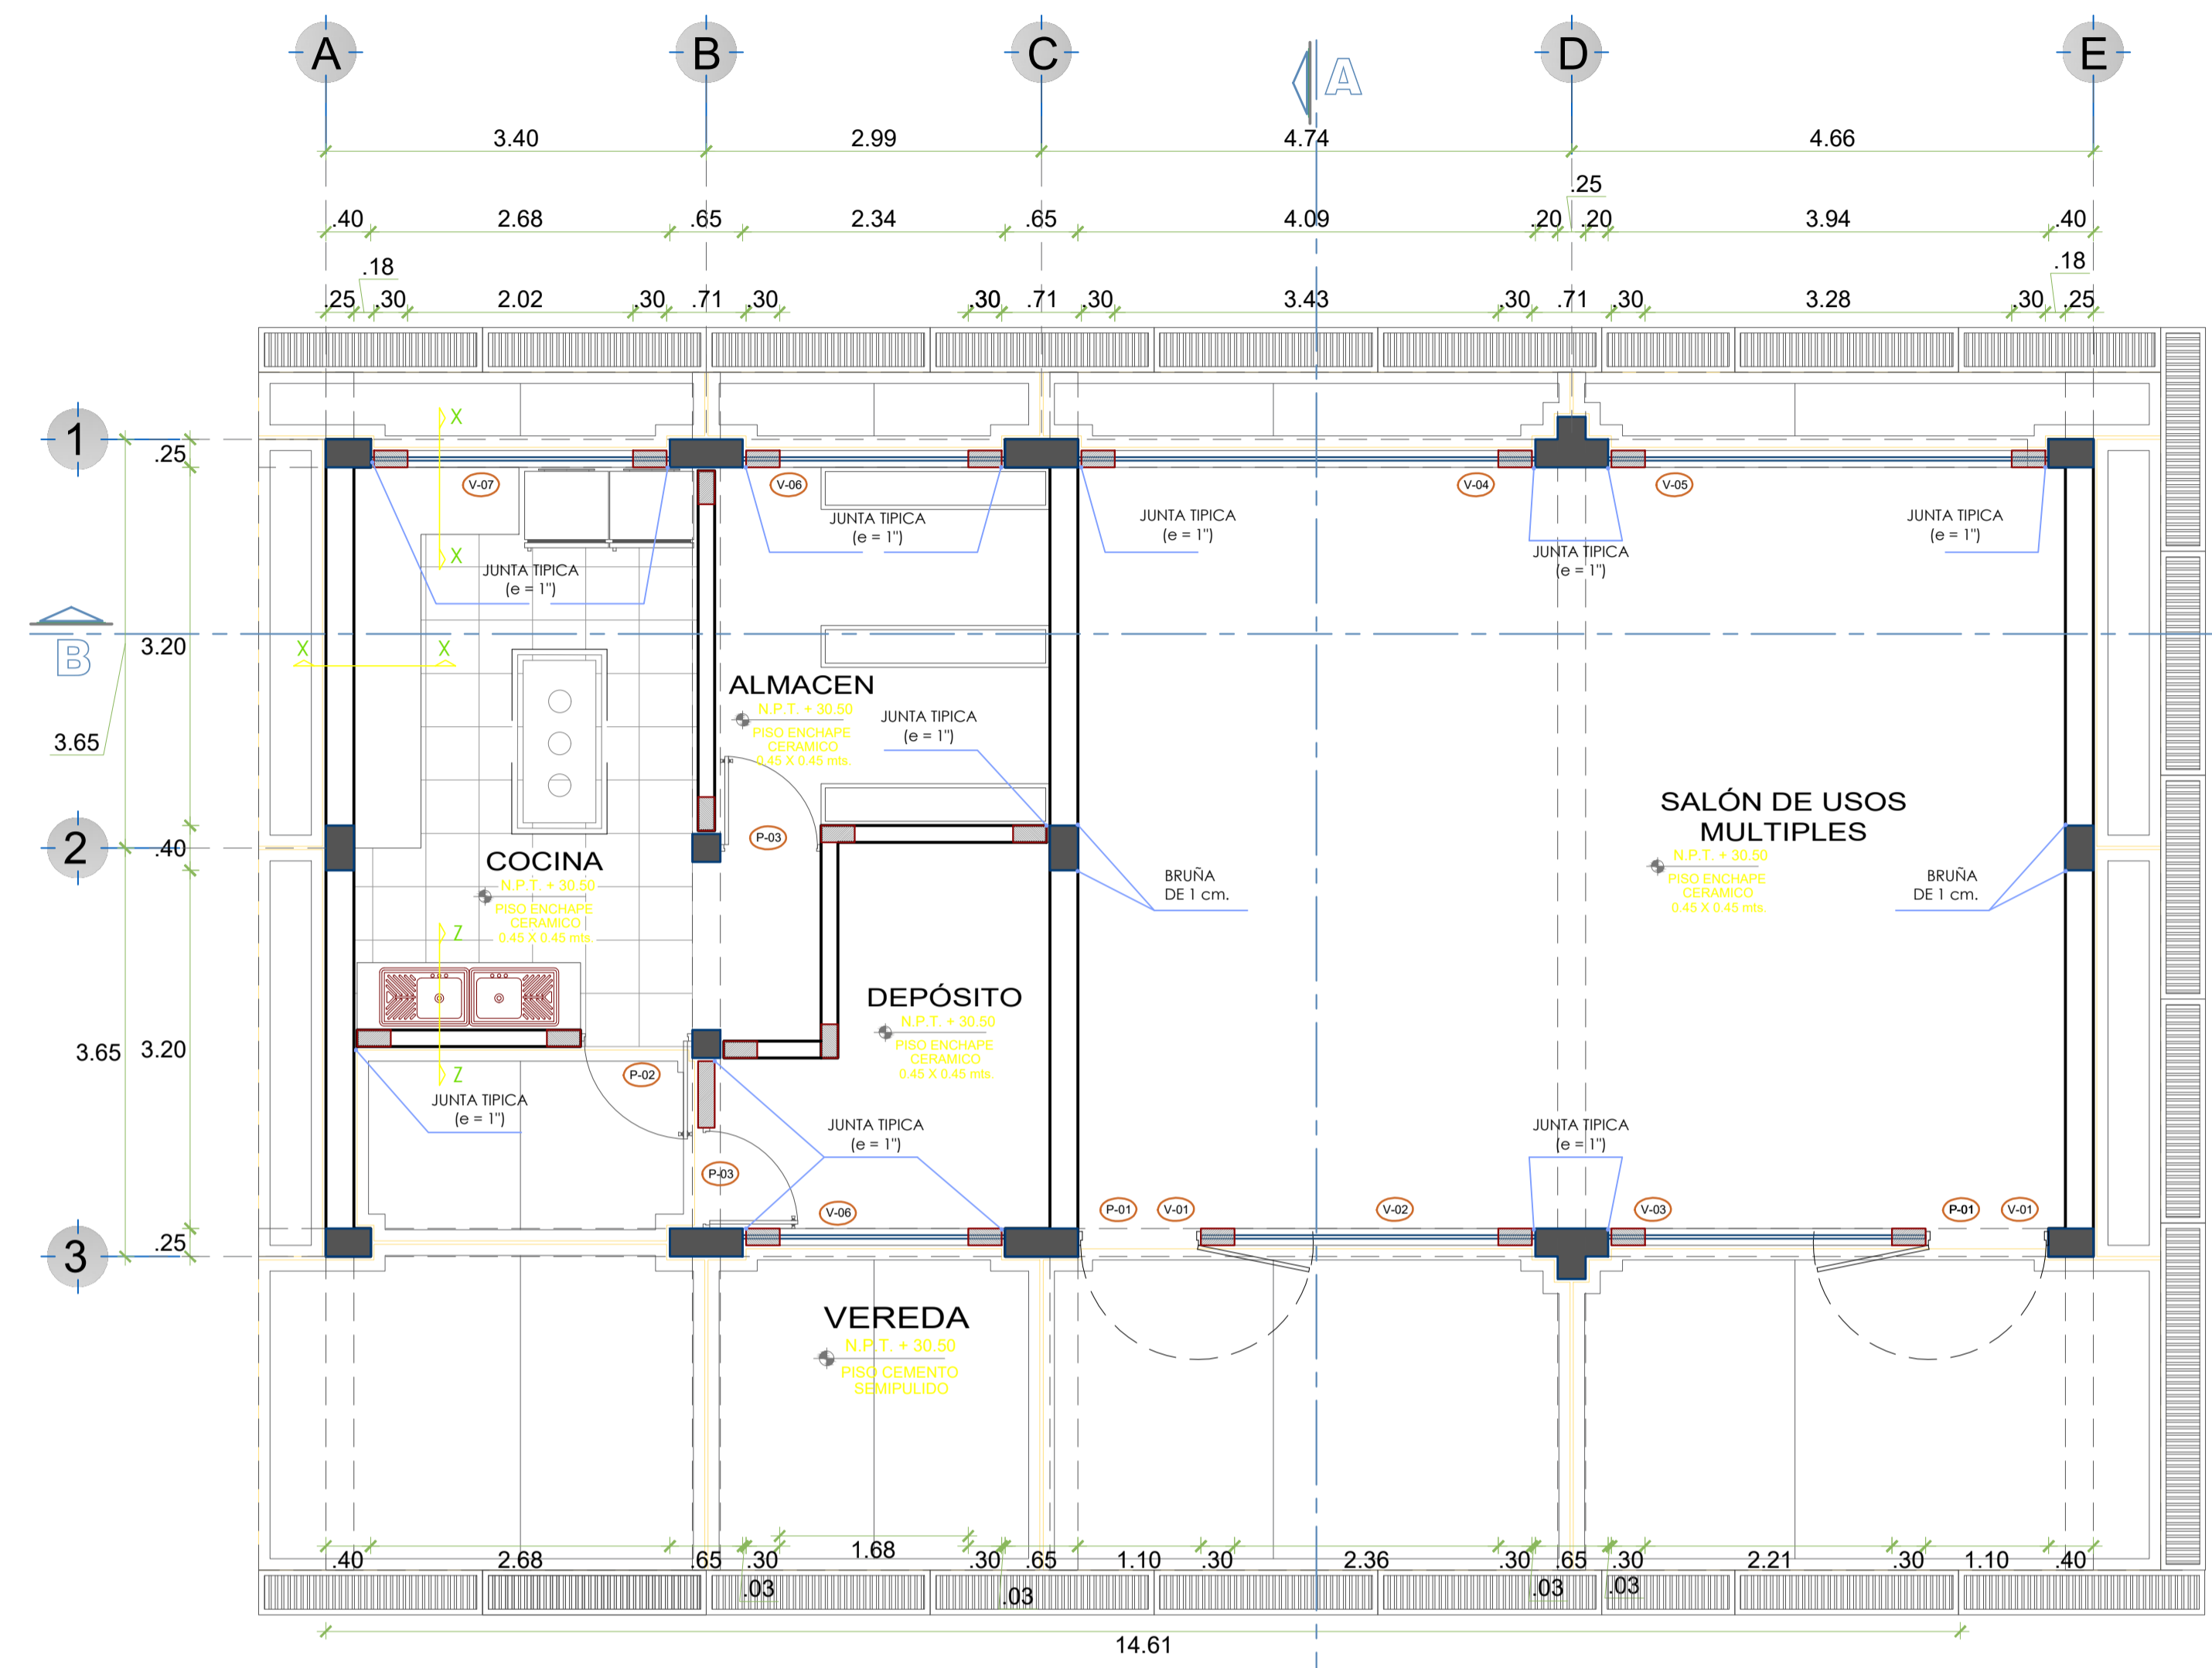 A B C D E
A
3.40 2.99 4.74 4.66
.25
.40 2.68 .65 2.34 .65 4.09 .20 .20 3.94 .40
.18 .18
.25 .30 2.02 .30 .71 .30 .30 .71 .30 3.43 .30 .71 .30 3.28 .30 .25
1
.25
X
V-07 V-06 V-04 V-05
JUNTA TIPICA
(e = 1")
JUNTA TIPICA
(e = 1")
JUNTA TIPICA
(e = 1")
JUNTA TIPICA
(e = 1")
X
JUNTA TIPICA
(e = 1")
B
3.20
X X
3.65
ALMACEN
N.P.T. + 30.50
PISO ENCHAPE
CERAMICO
0.45 X 0.45 mts.
JUNTA TIPICA
(e = 1")
SALÓN DE USOS
MULTIPLES
N.P.T. + 30.50
PISO ENCHAPE
CERAMICO
0.45 X 0.45 mts.
P-03
2
.40
COCINA
N.P.T. + 30.50
PISO ENCHAPE
CERAMICO
0.45 X 0.45 mts.
BRUÑA
DE 1 cm.
BRUÑA
DE 1 cm.
Z
DEPÓSITO
N.P.T. + 30.50
PISO ENCHAPE
CERAMICO
0.45 X 0.45 mts.
3.65 3.20
Z
P-02
JUNTA TIPICA
(e = 1")
JUNTA TIPICA
(e = 1")
JUNTA TIPICA
(e = 1")
P-03
V-06 P-01 V-01 V-02 V-03 P-01 V-01
3
.25
VEREDA
N.P.T. + 30.50
PISO CEMENTO
SEMIPULIDO
.40 2.68 .65 .30 1.68 .30 .65 1.10 .30 2.36 .30 .65 .30 2.21 .30 1.10 .40
.03 .03 .03 .03
14.61